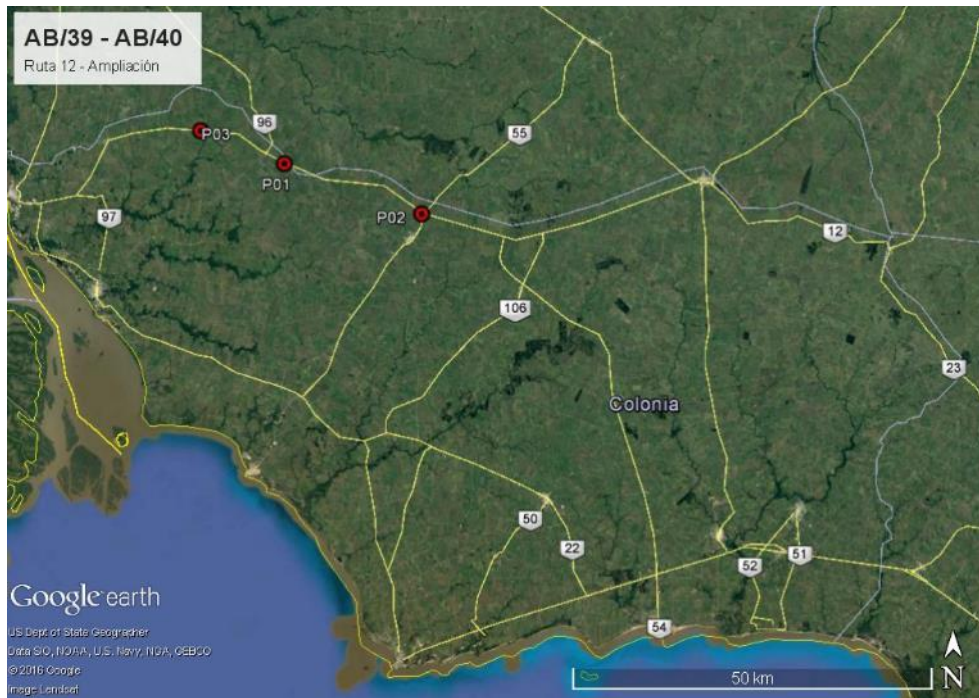 AB/39 - AB/40
Ruta 12 - Ampliación
96
P03
55
P01
97
P02
12
106
23
Colonia
50
22
51
52
54
Google earth
US Dept of State Geographer
Data SIO, NOAA, U.S. Navy, NGA, GEBCO
© 2016 Google
Image Landsat
50 km
N